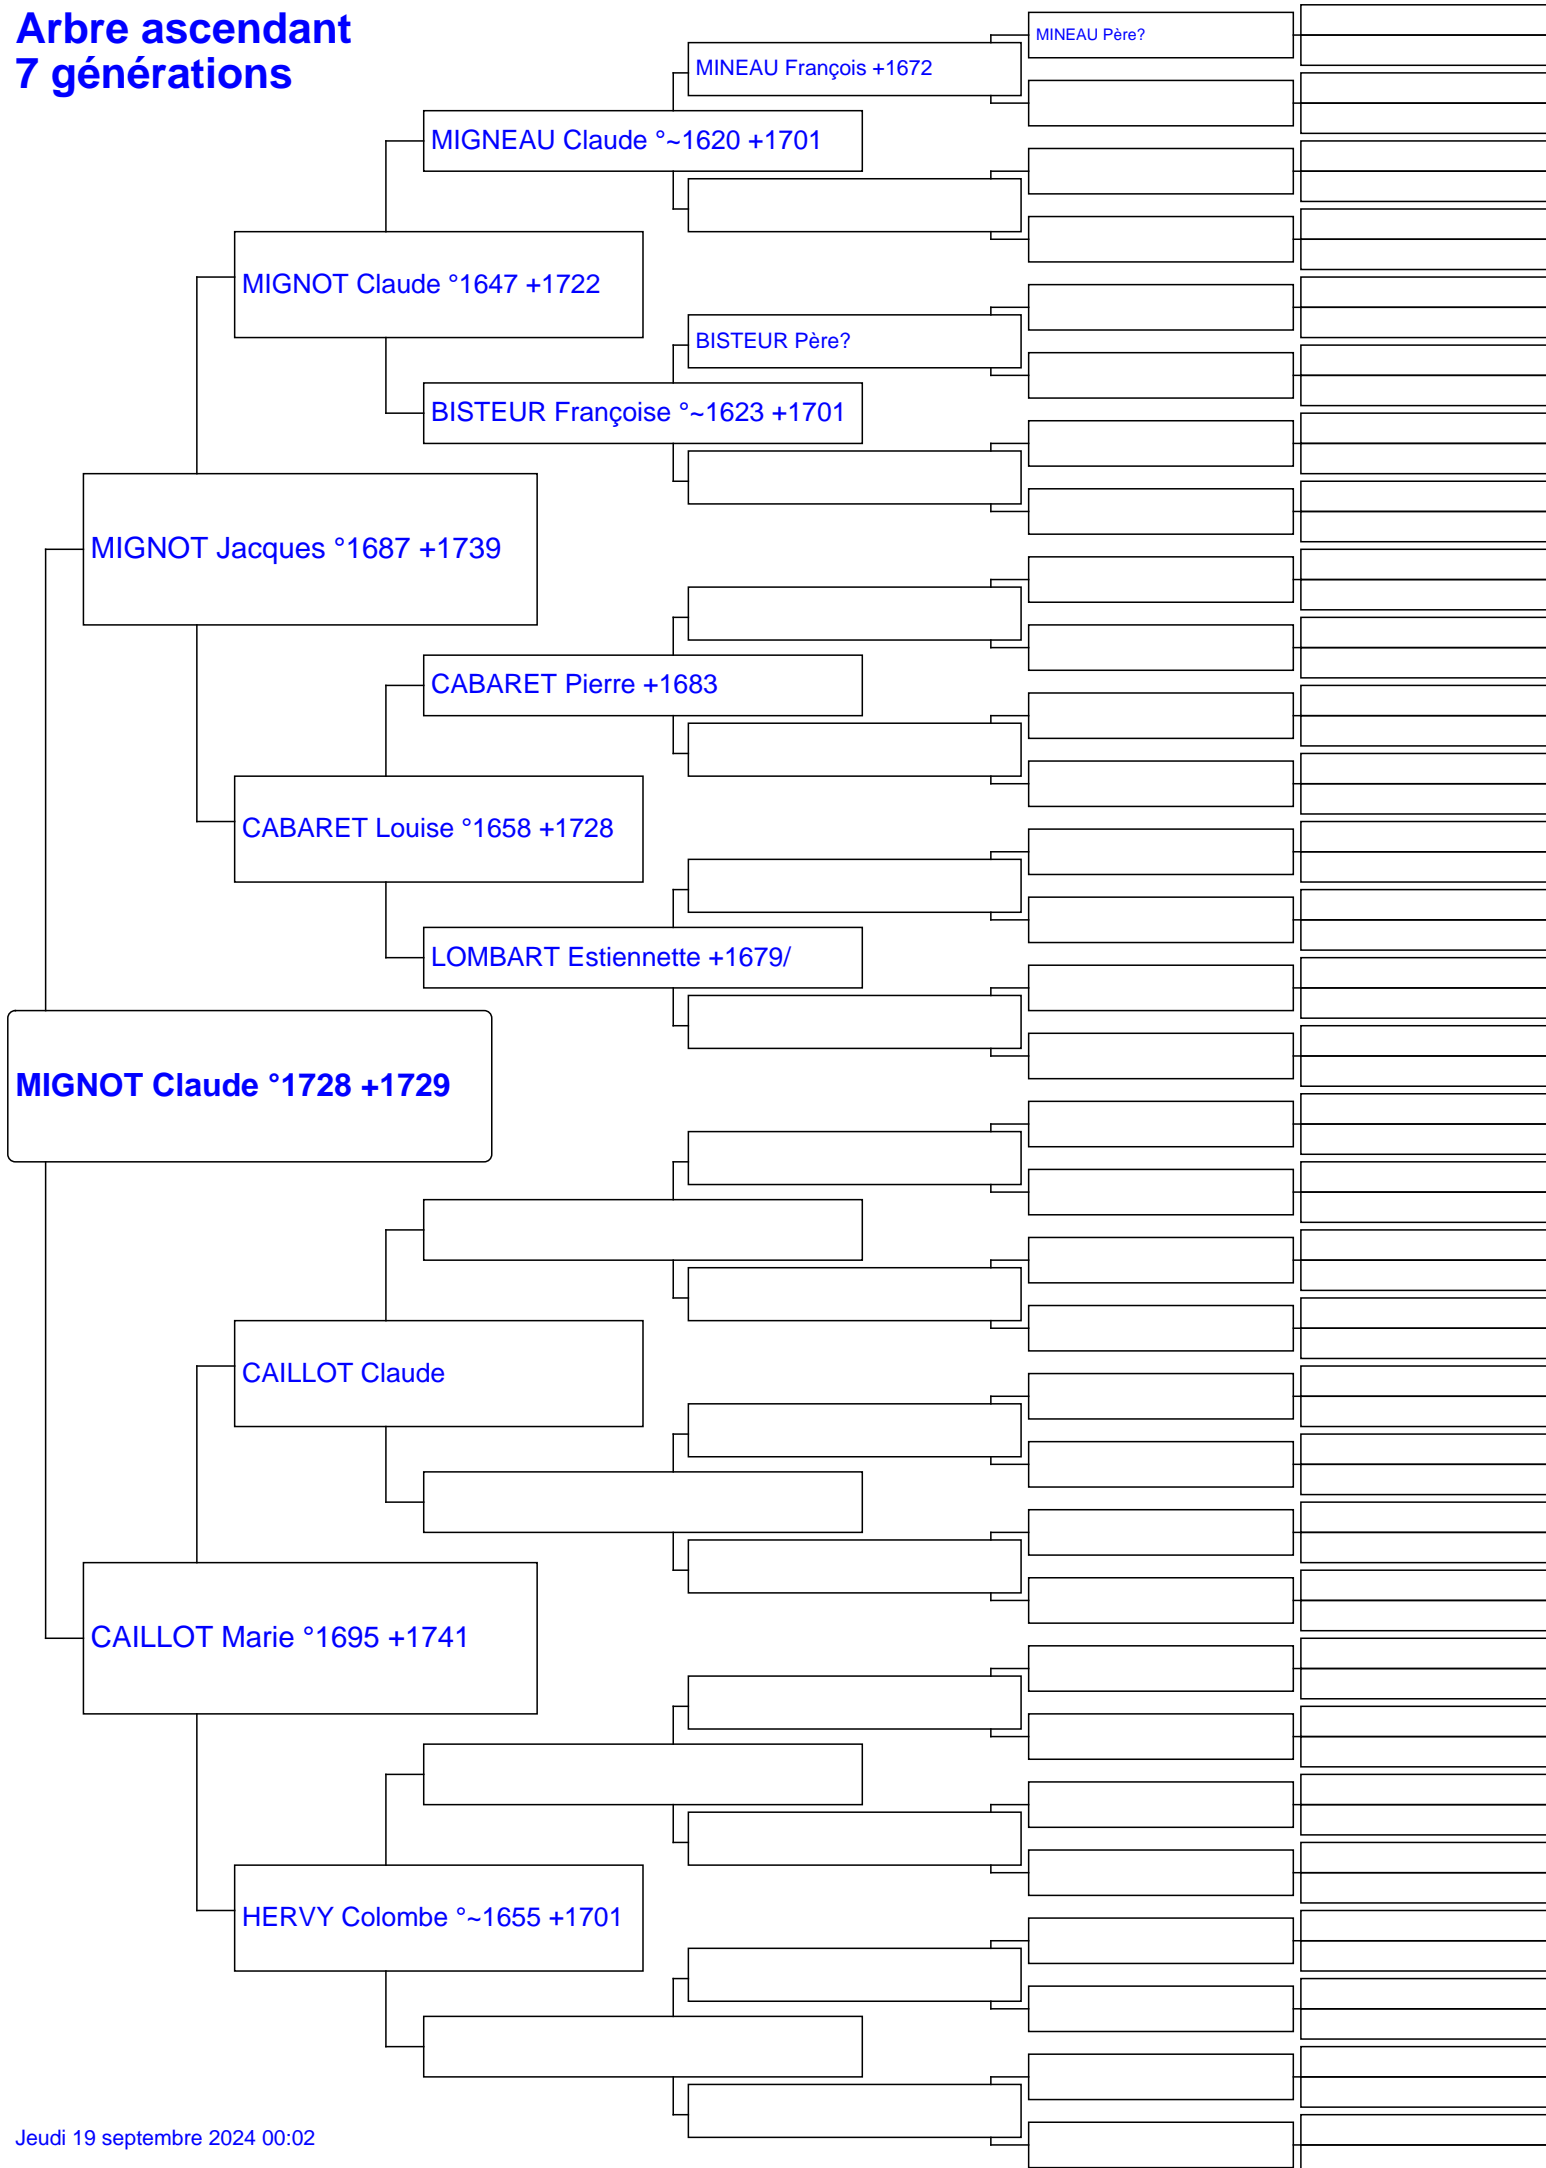 Arbre ascendant
7 générations
MINEAU Père?
MINEAU François +1672
MIGNEAU Claude °~1620 +1701
MIGNOT Claude °1647 +1722
BISTEUR Père?
BISTEUR Françoise °~1623 +1701
MIGNOT Jacques °1687 +1739
CABARET Pierre +1683
CABARET Louise °1658 +1728
LOMBART Estiennette +1679/
MIGNOT Claude °1728 +1729
CAILLOT Claude
CAILLOT Marie °1695 +1741
HERVY Colombe °~1655 +1701
Jeudi 19 septembre 2024 00:02